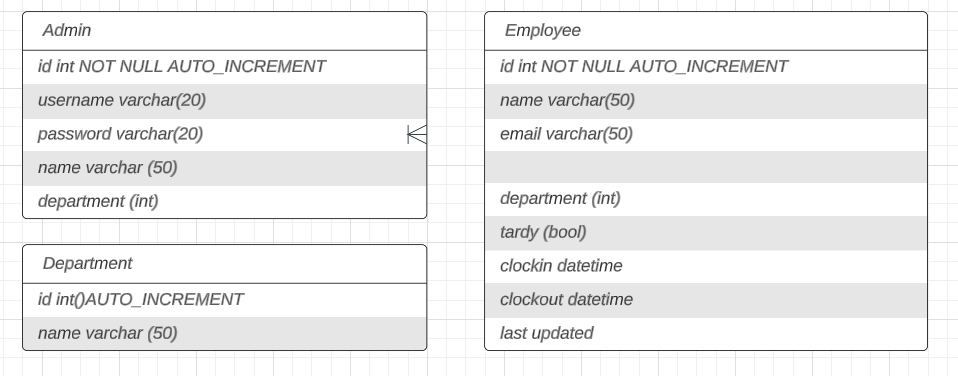 Admin
id int NOT NULL AUTO_INCREMENT
username varchar(20)
password varchar(20)
name varchar (50)
department (int)
Department
id int()AUTO_INCREMENT
name varchar (50)
Employee
id int NOT NULL AUTO_INCREMENT
name varchar(50)
email varchar(50)
department (int)
tardy (bool)
clockin datetime
clockout datetime
last updated